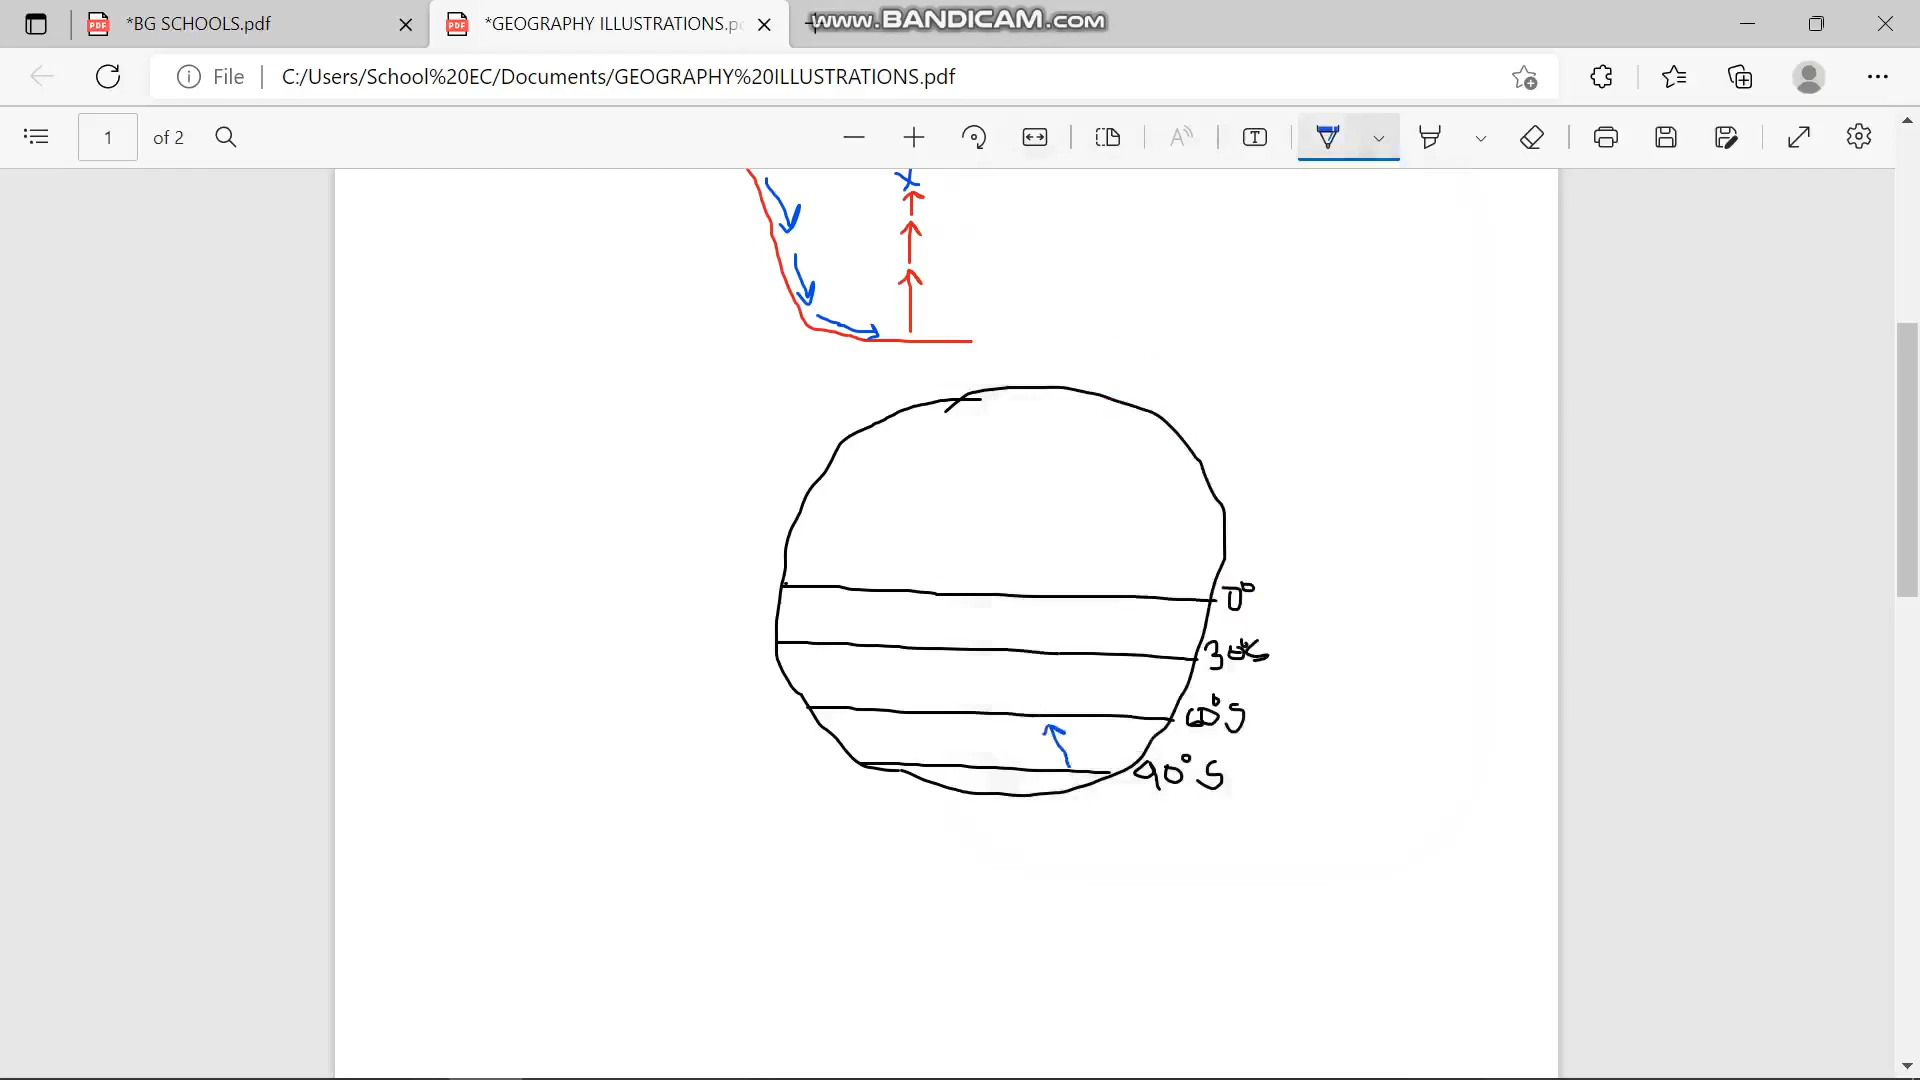 *BG SCHOOLS.pdf
*GEOGRAPHY ILLUSTRATIONS.p
www.BANDICAM.com
File
C:/Users/School%20EC/Documents/GEOGRAPHY%20ILLUSTRATIONS.pdf
1 of 2
X
0°
60°S
90°S